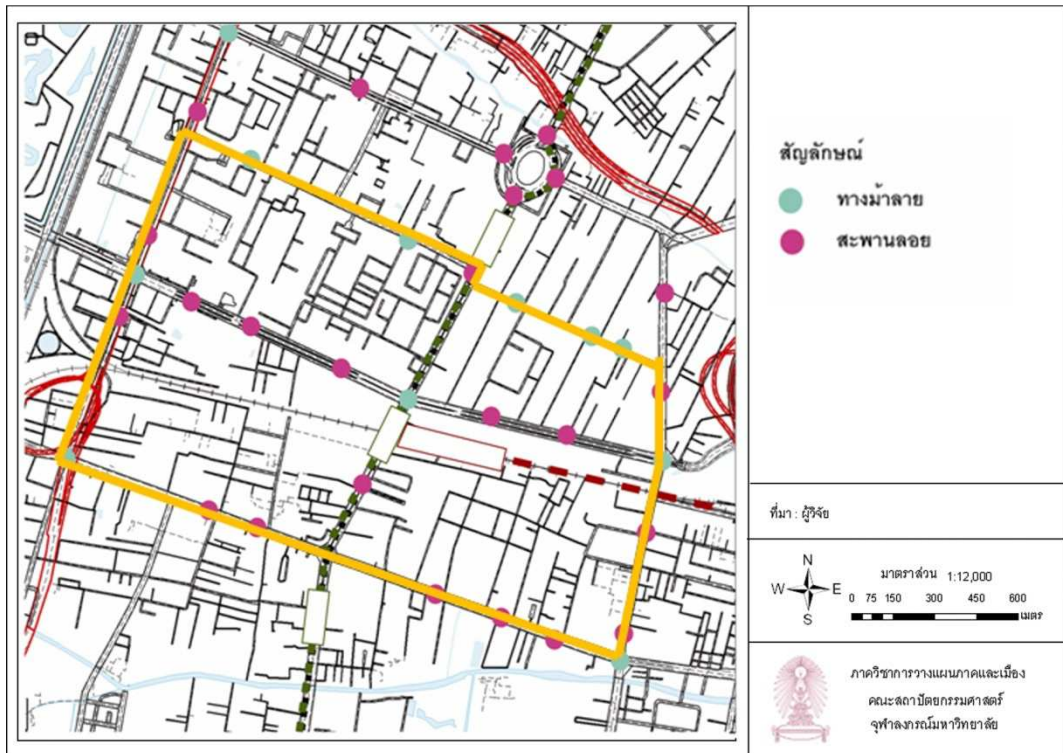 สัญลักษณ์
ทางม้าลาย
สะพานลอย
ที่มา : ผู้วิจัย
N
W E
S
มาตราส่วน 1:12,000
0 75 150 300 450 600
เมตร
ภาควิชาการวางแผนภาคและเมือง
คณะสถาปัตยกรรมศาสตร์
จุฬาลงกรณ์มหาวิทยาลัย